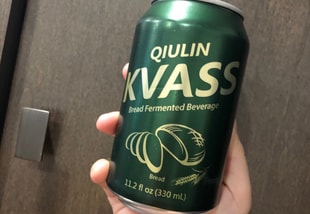 QIULIN
KVASS
Bread Fermented Beverage
Bread
11.2 fl oz (330 mL)